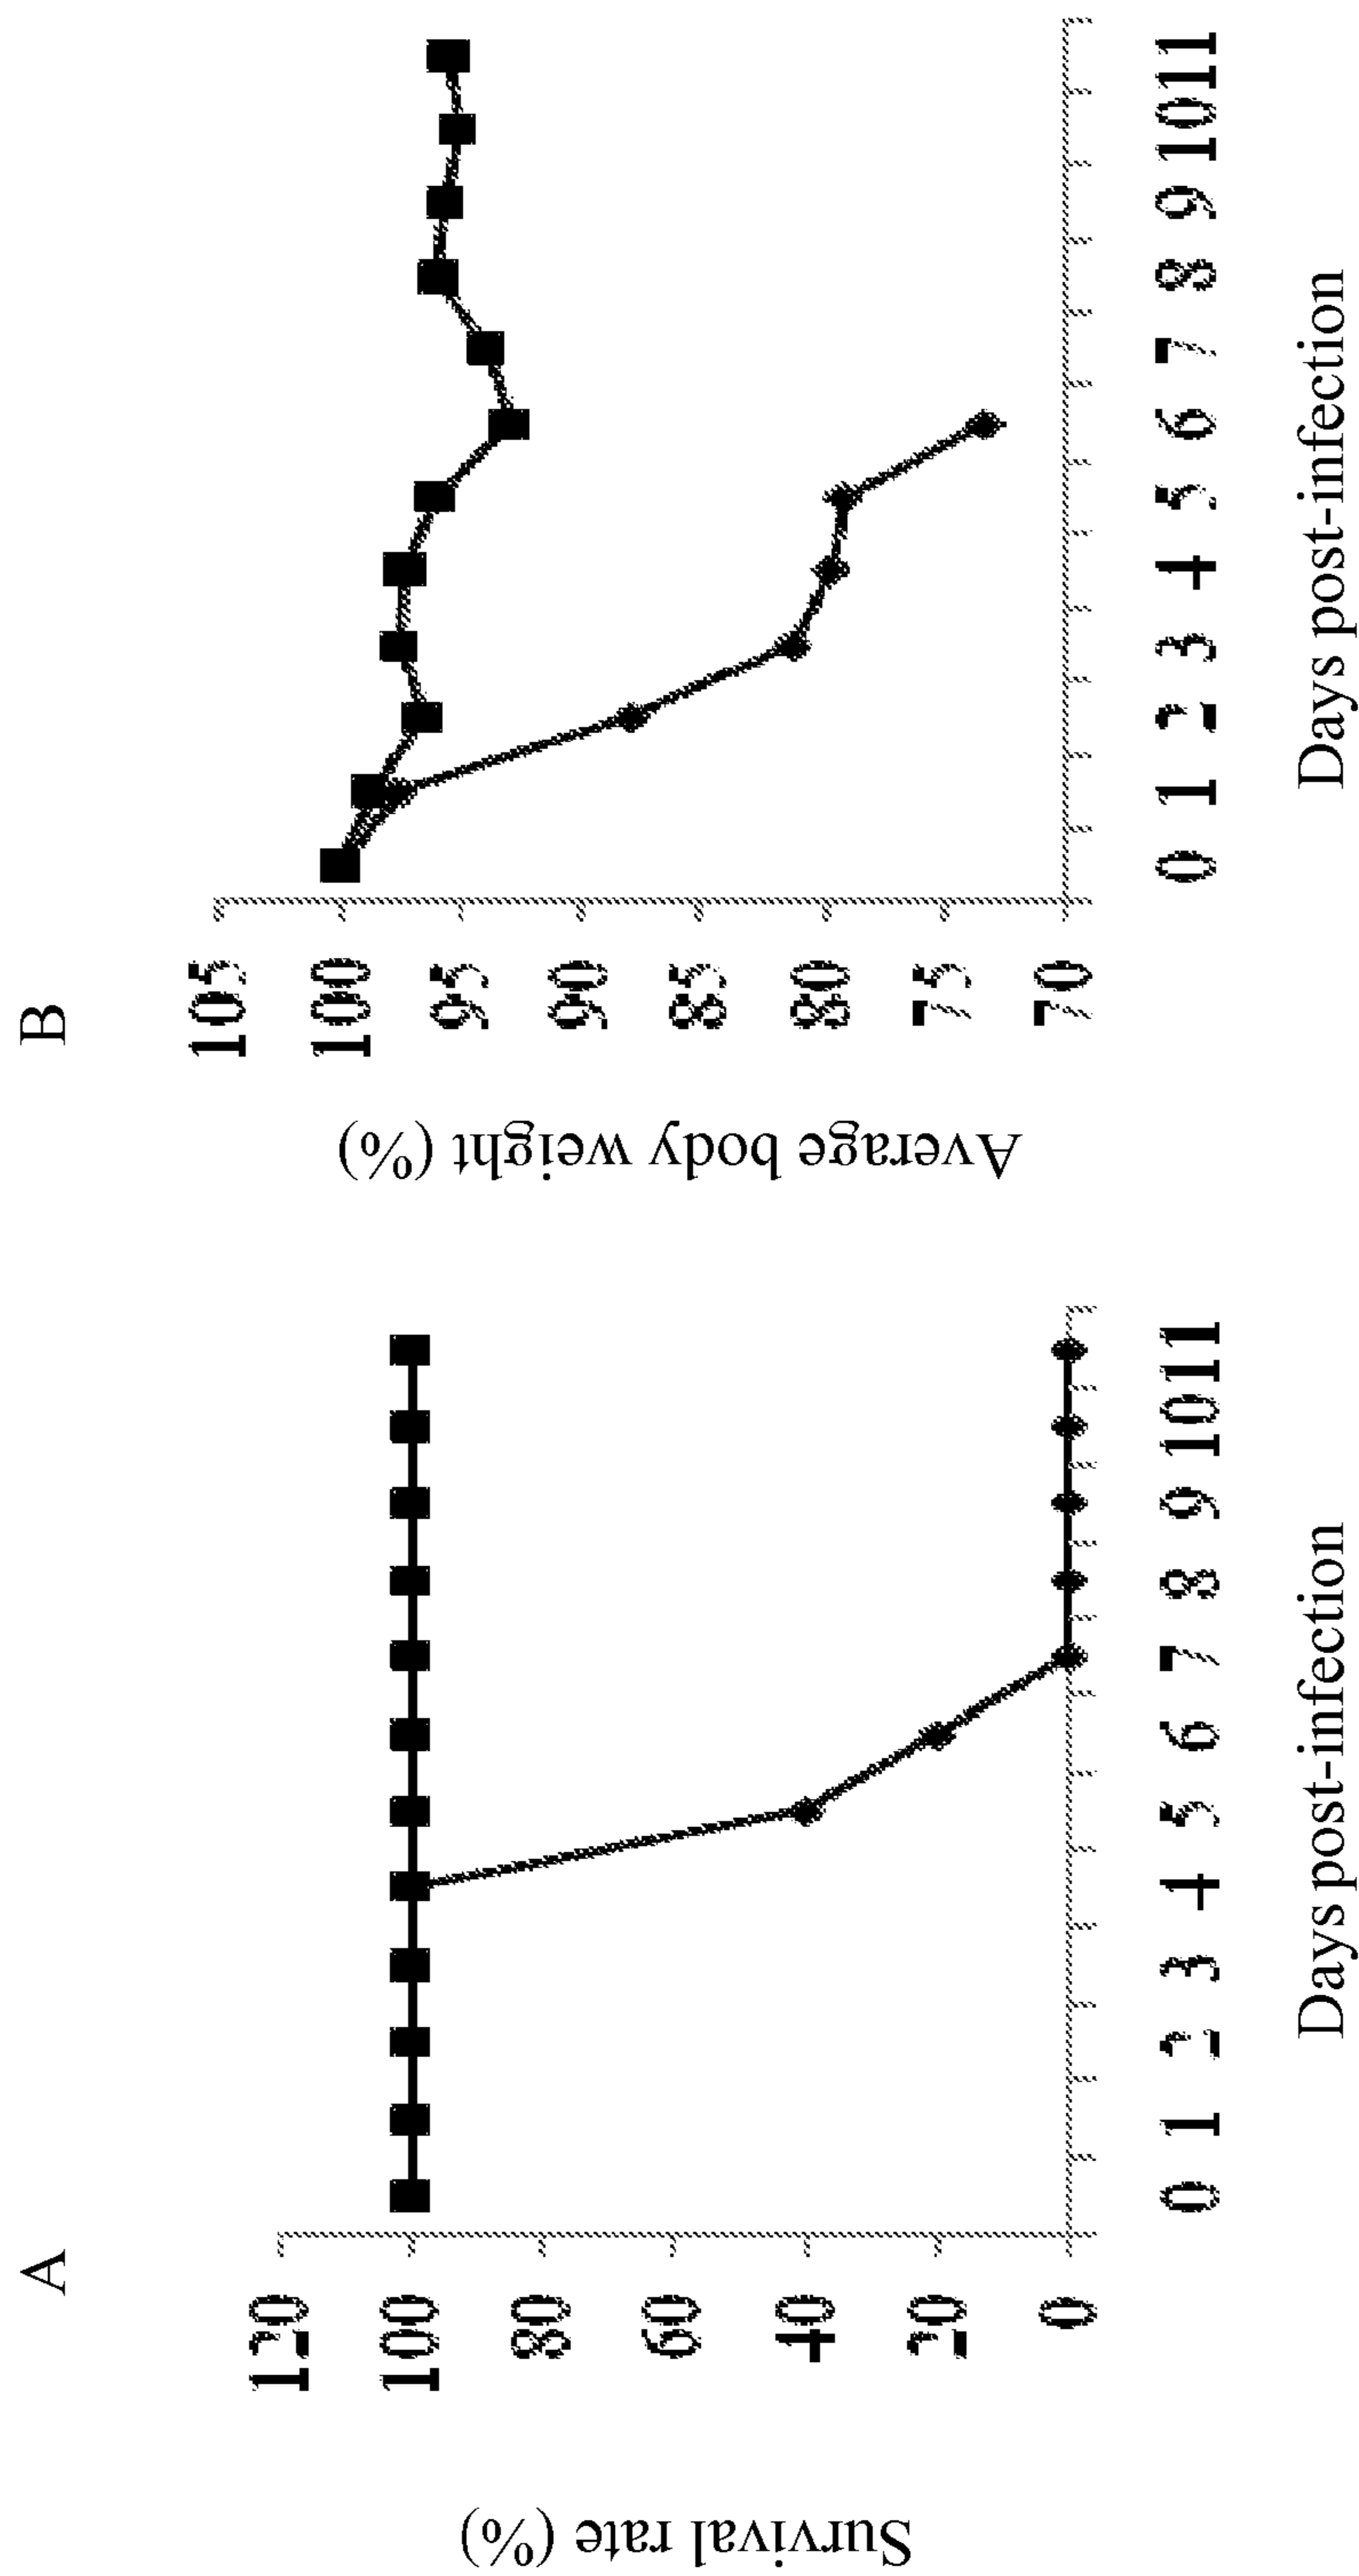 A
Survival rate (%)
120
100
80
60
40
20
0
0 1 2 3 4 5 6 7 8 9 10 11
Days post-infection
B
Average body weight (%)
105
100
95
90
85
80
75
70
0 1 2 3 4 5 6 7 8 9 10 11
Days post-infection